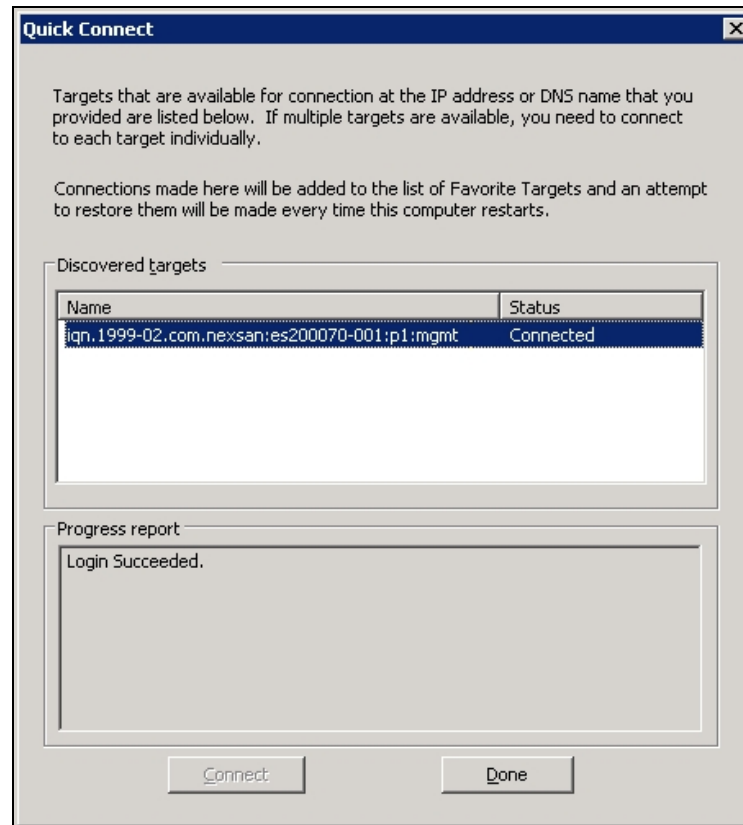 Quick Connect
Targets that are available for connection at the IP address or DNS name that you
provided are listed below.  If multiple targets are available, you need to connect
to each target individually.
Connections made here will be added to the list of Favorite Targets and an attempt
to restore them will be made every time this computer restarts.
Discovered targets
Name Status
iqn.1999-02.com.nexsan:es200070-001:p1:mgmt Connected
Progress report
Login Succeeded.
Connect Done